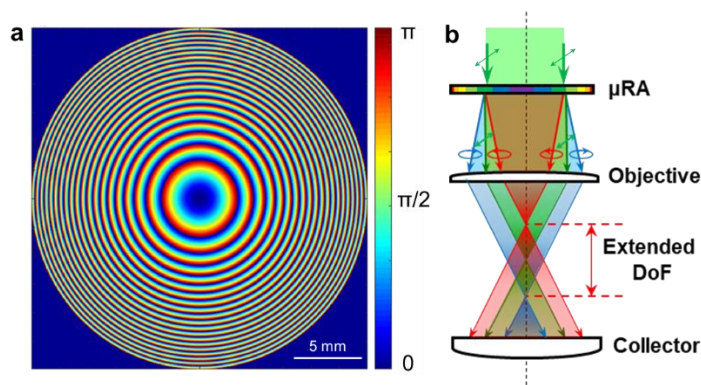 a
π
π/2
0
5 mm
b
μRA
Objective
Extended
DoF
Collector